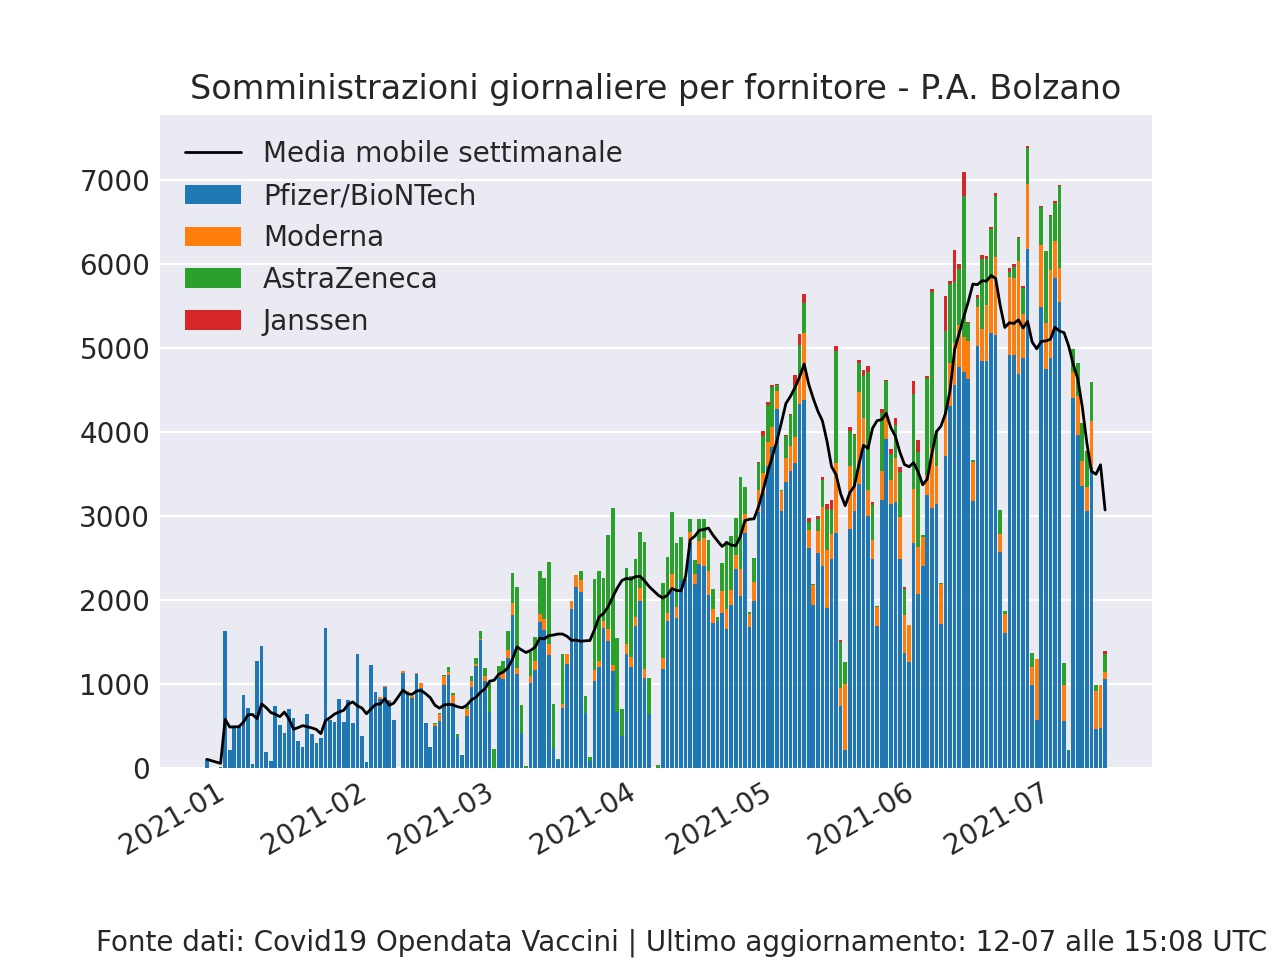 Somministrazioni giornaliere per fornitore - P.A. Bolzano
Media mobile settimanale
Pfizer/BioNTech
Moderna
AstraZeneca
Janssen
7000
6000
5000
4000
3000
2000
1000
0
2021-01
2021-02
2021-03
2021-04
2021-05
2021-06
2021-07
Fonte dati: Covid19 Opendata Vaccini | Ultimo aggiornamento: 12-07 alle 15:08 UTC